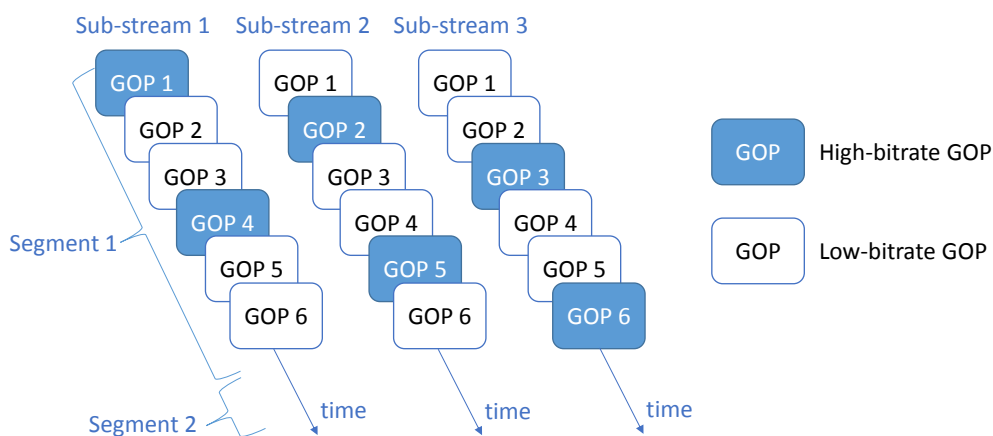 Sub-stream 1
Sub-stream 2
Sub-stream 3
GOP 1
GOP 2
GOP 3
GOP 4
GOP 5
GOP 6
GOP 1
GOP 2
GOP 3
GOP 4
GOP 5
GOP 6
GOP 1
GOP 2
GOP 3
GOP 4
GOP 5
GOP 6
Segment 1
Segment 2
time
time
time
GOP
High-bitrate GOP
GOP
Low-bitrate GOP